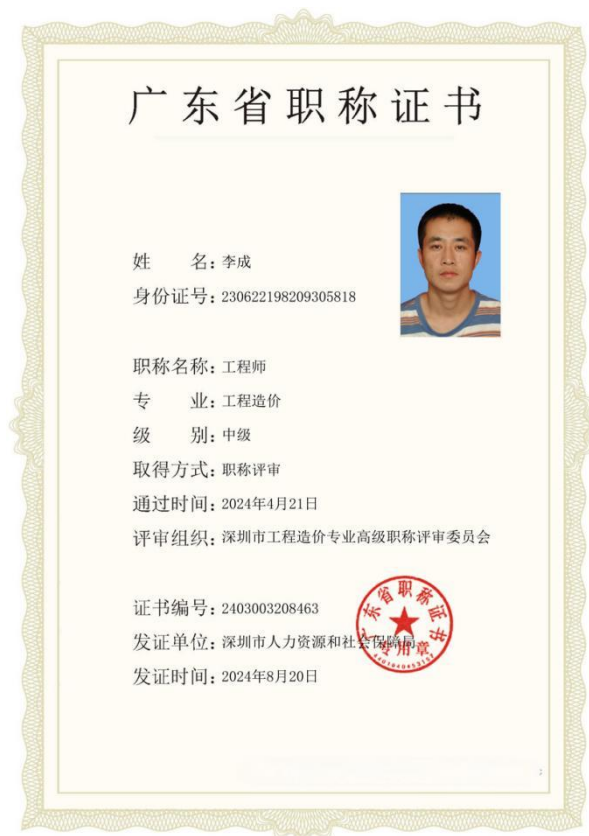 广东省职称证书
姓 名：李成
身份证号：230622198209305818
职称名称：工程师
专 业：工程造价
级 别：中级
取得方式：职称评审
通过时间：2024年4月21日
评审组织：深圳市工程造价专业高级职称评审委员会
证书编号：2403003208463
发证单位：深圳市人力资源和社会保障局
发证时间：2024年8月20日
广东省职称证书
专用章